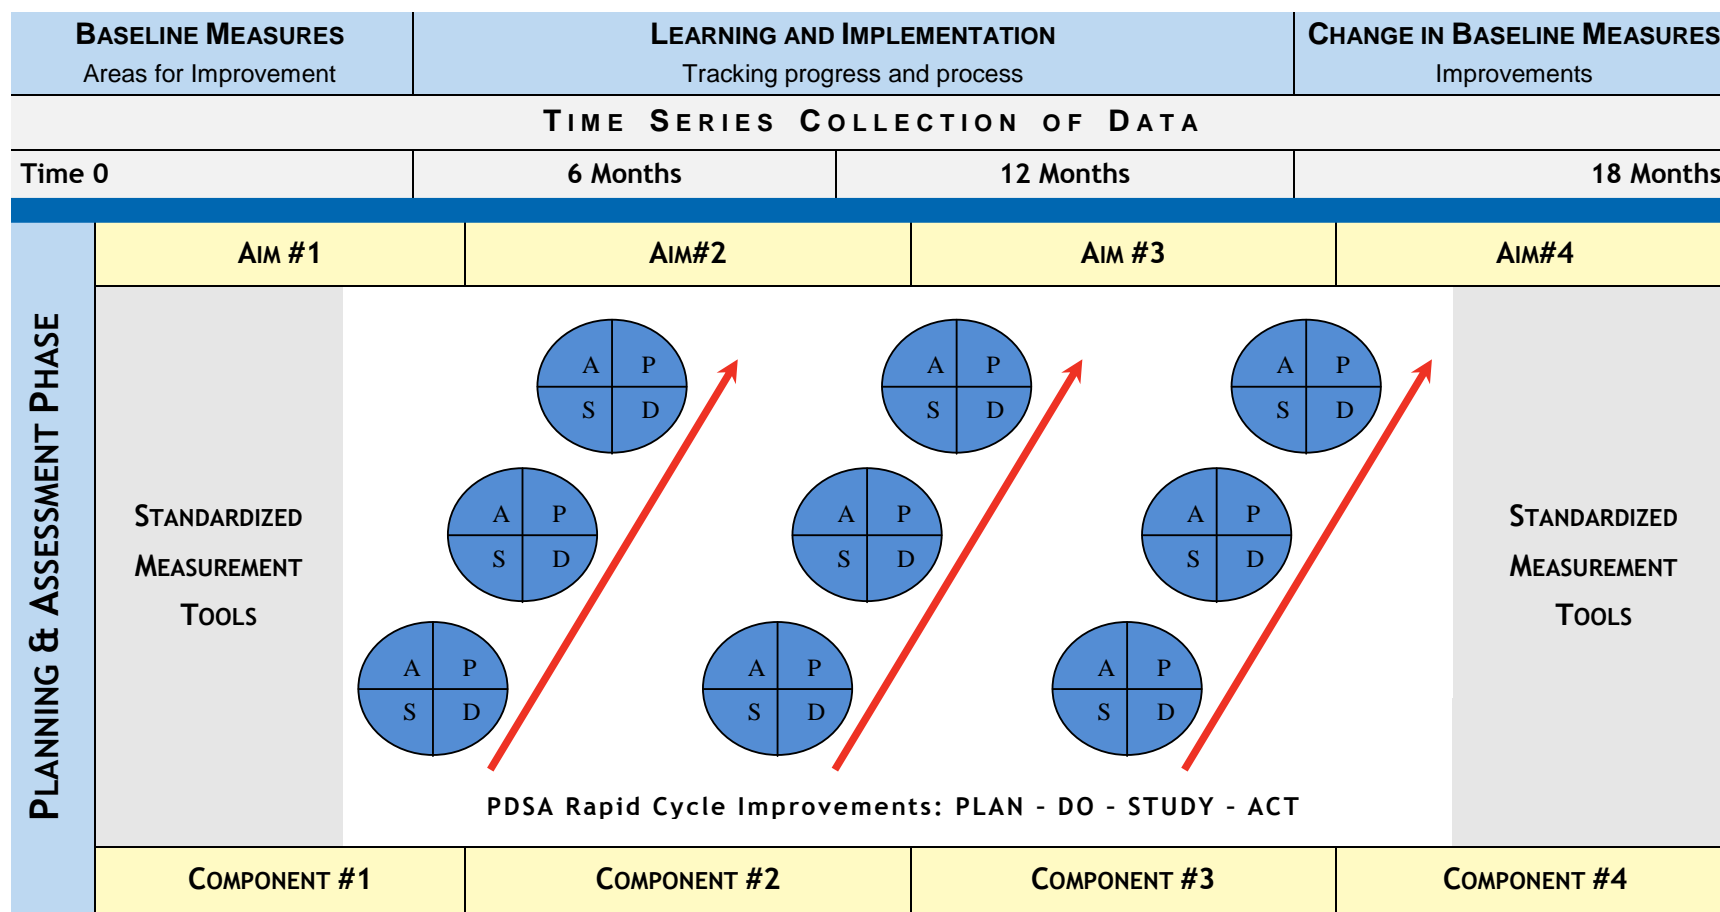 BASELINE MEASURES
Areas for Improvement
LEARNING AND IMPLEMENTATION
Tracking progress and process
CHANGE IN BASELINE MEASURES
Improvements
TIME SERIES COLLECTION OF DATA
Time 0
6 Months
12 Months
18 Months
PLANNING & ASSESSMENT PHASE
AIM #1
AIM#2
AIM #3
AIM#4
STANDARDIZED
MEASUREMENT
TOOLS
A P
S D
A P
S D
A P
S D
A P
S D
A P
S D
A P
S D
A P
S D
A P
S D
A P
S D
STANDARDIZED
MEASUREMENT
TOOLS
PDSA Rapid Cycle Improvements: PLAN – DO – STUDY – ACT
COMPONENT #1
COMPONENT #2
COMPONENT #3
COMPONENT #4